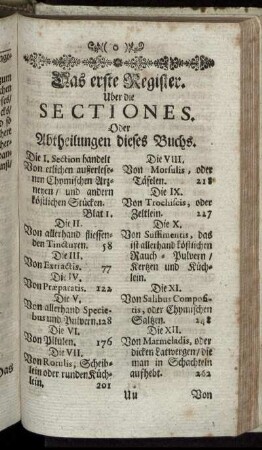 Das erste Register.
Uber die
SECTIONES.
Oder
Abtheilungen dieses Buchs.
Die I. Section handelt
Von etlichen außerlese-
nen Chymischen Artz-
neyen / und andern
köstlichen Stücken.
Blat 1.
Die II.
Von allerhand fliessen-
den Tincturen. 58
Die III.
Von Extractis. 77
Die IV.
Von Præparatis. 122
Die V.
Von allerhand Specie-
bus und Pulvern. 128
Die VI.
Von Pilulen. 176
Die VII.
Von Rotulis, Scheib-
lein oder runden Küch-
lein. 201
Die VIII.
Von Morsulis, oder
Täfelen. 218
Die IX.
Von Trochiscis, oder
Zeltlein. 227
Die X.
Von Suffimentis, das
ist allerhand köstlichen
Rauch-Pulvern /
Kertzen und Küch-
lein.
Die XI.
Von Salibus Composi-
tis, oder Chymischen
Saltzen. 248
Die XII.
Von Marmeladis, oder
dicken Latwergen / die
man in Schachteln
aufhebt. 262
Uu
Von